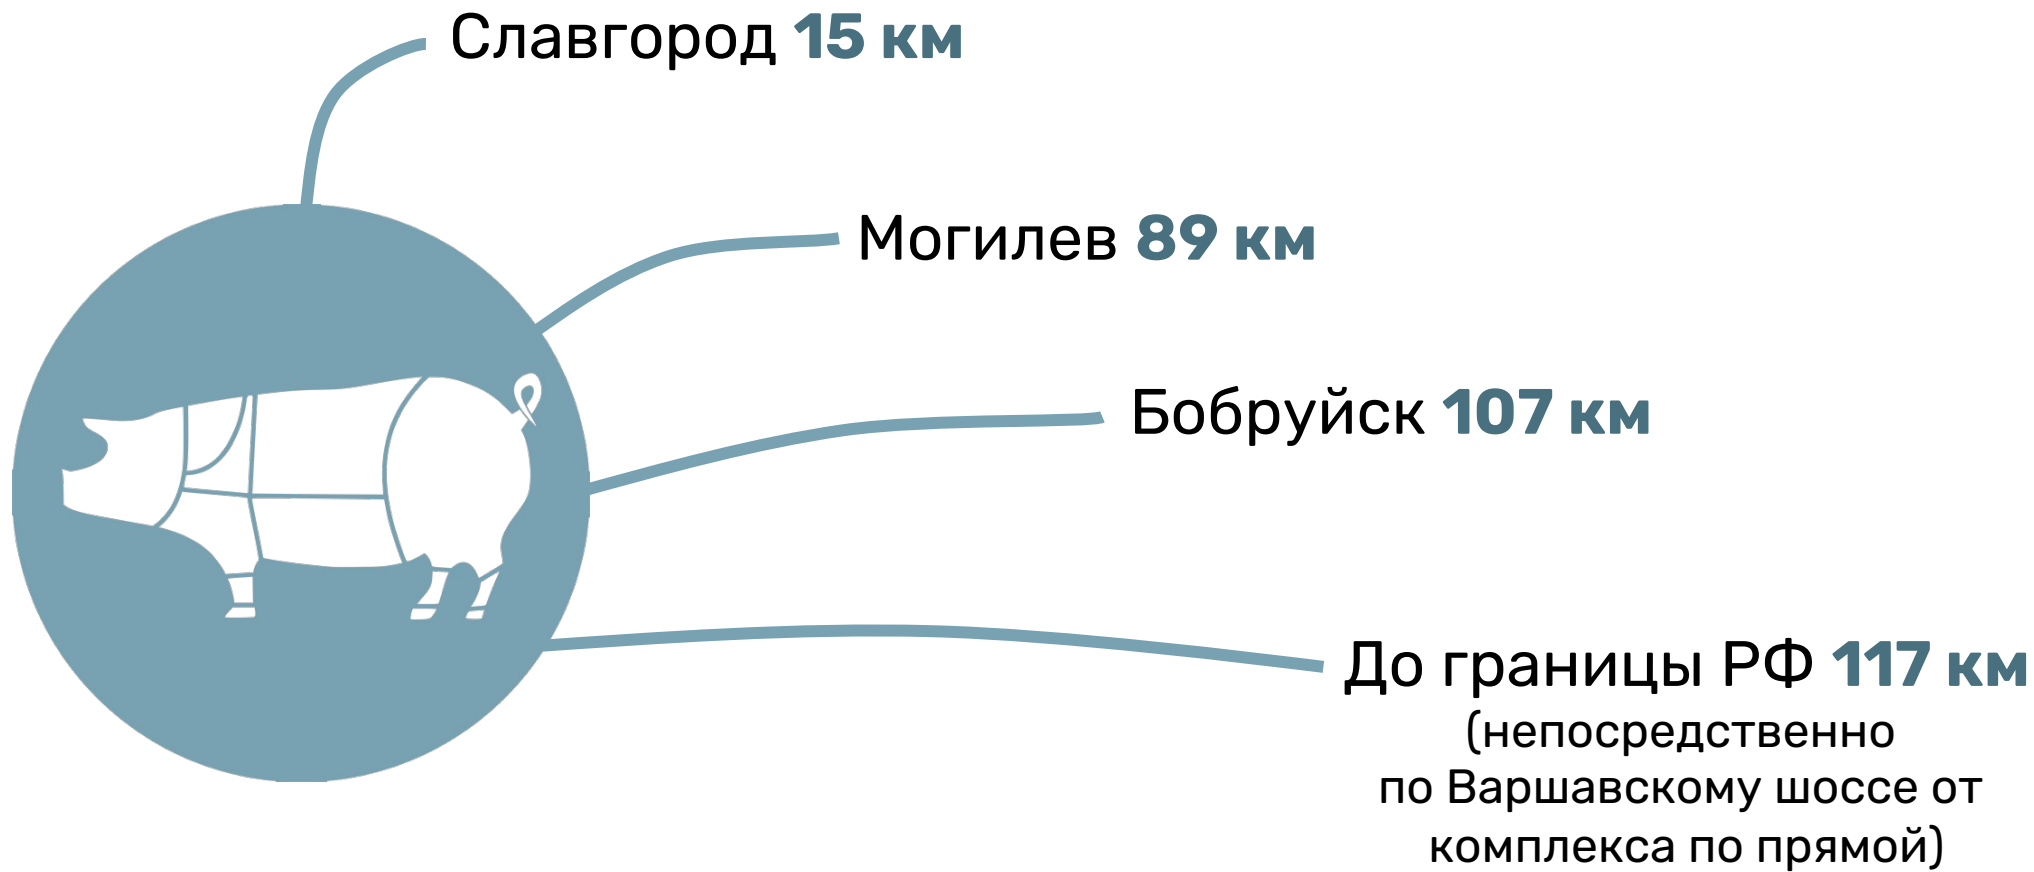 Славгород 15 км
Могилев 89 км
Бобруйск 107 км
До границы РФ 117 км
(непосредственно
по Варшавскому шоссе от
комплекса по прямой)